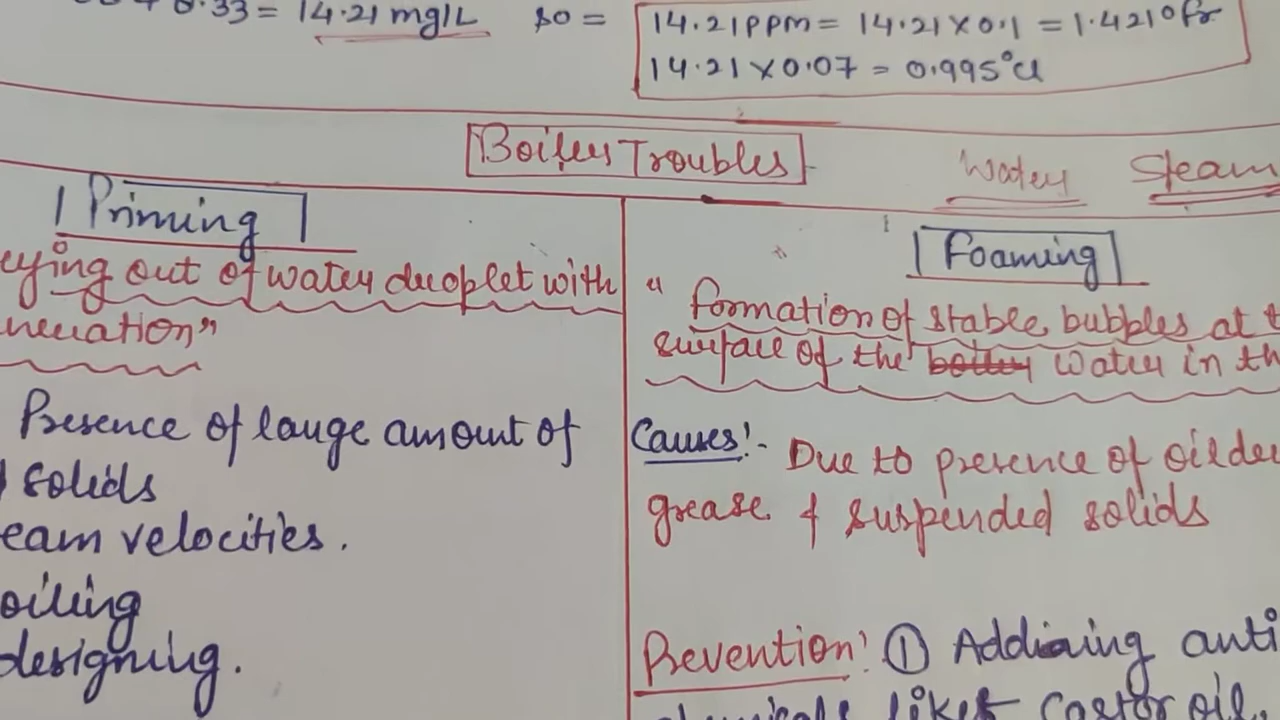 0.33 = 14.21 mg/L so =
14.21 ppm = 14.21 x 0.1 = 1.421°Fr
14.21 x 0.07 = 0.995°Cl
Boiler Troubles
Water Steam
Priming
ying out of water droplet with
neration"
Presence of large amount of
solids
eam velocities.
oiling
designing.
Foaming
"formation of stable bubbles at t
surface of the water in th
Causes:- Due to presence of oil
grease & suspended solids
Prevention: ① Adding anti
likes Castor oil,